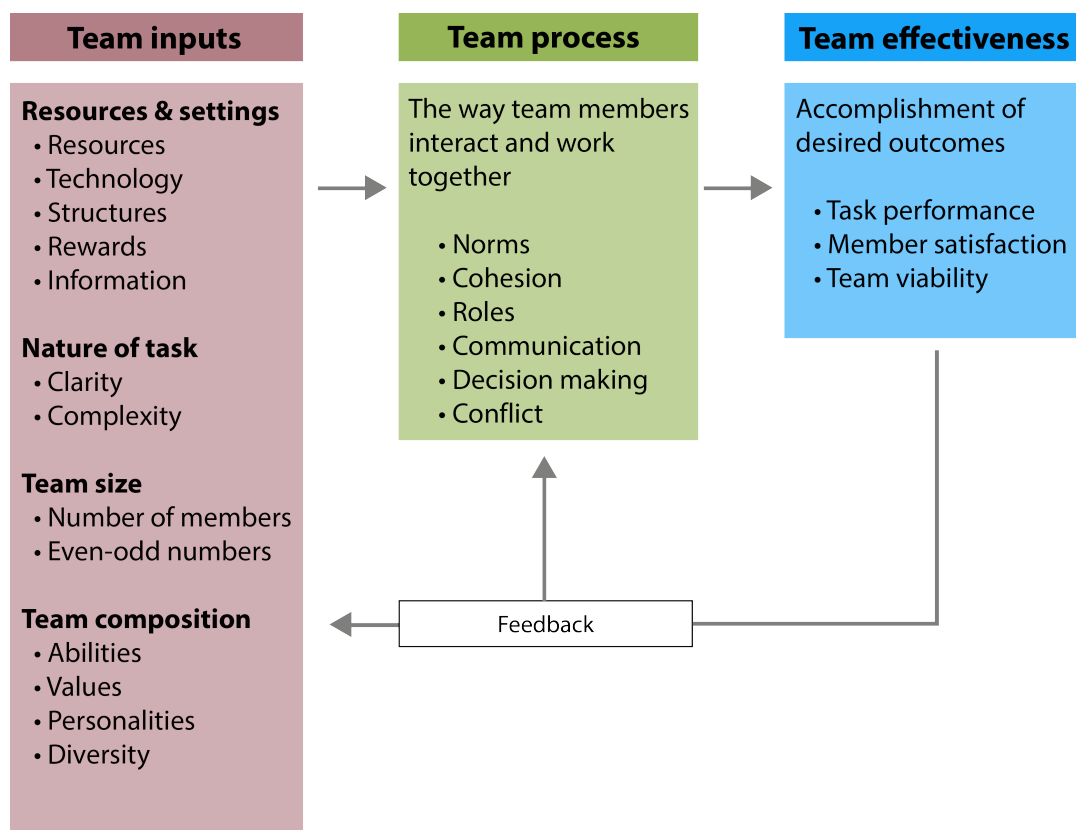 Team inputs
Resources & settings
• Resources
• Technology
• Structures
• Rewards
• Information
Nature of task
• Clarity
• Complexity
Team size
• Number of members
• Even-odd numbers
Team composition
• Abilities
• Values
• Personalities
• Diversity
Team process
The way team members
interact and work
together
• Norms
• Cohesion
• Roles
• Communication
• Decision making
• Conflict
Team effectiveness
Accomplishment of
desired outcomes
• Task performance
• Member satisfaction
• Team viability
Feedback